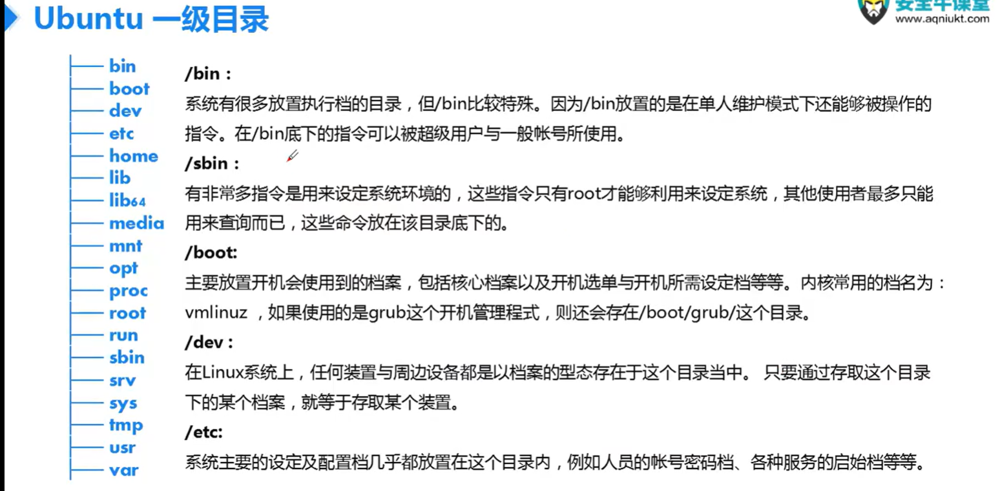 Ubuntu 一级目录
安全牛课堂
www.aqniukt.com
bin
boot
dev
etc
home
lib
lib64
media
mnt
opt
proc
root
run
sbin
srv
sys
tmp
usr
var
/bin：
系统有很多放置执行档的目录，但/bin比较特殊。因为/bin放置的是在单人维护模式下还能够被操作的
指令。在/bin底下的指令可以被超级用户与一般帐号所使用。
/sbin：
有非常多指令是用来设定系统环境的，这些指令只有root才能够利用来设定系统，其他使用者最多只能
用来查询而已，这些命令放在该目录底下的。
/boot:
主要放置开机会使用到的档案，包括核心档案以及开机选单与开机所需设定档等等。内核常用的档名为：
vmlinuz ，如果使用的是grub这个开机管理程式，则还会存在/boot/grub/这个目录。
/dev：
在Linux系统上，任何装置与周边设备都是以档案的型态存在于这个目录当中。 只要通过存取这个目录
下的某个档案，就等于存取某个装置。
/etc:
系统主要的设定及配置档几乎都放置在这个目录内，例如人员的帐号密码档、各种服务的启始档等等。